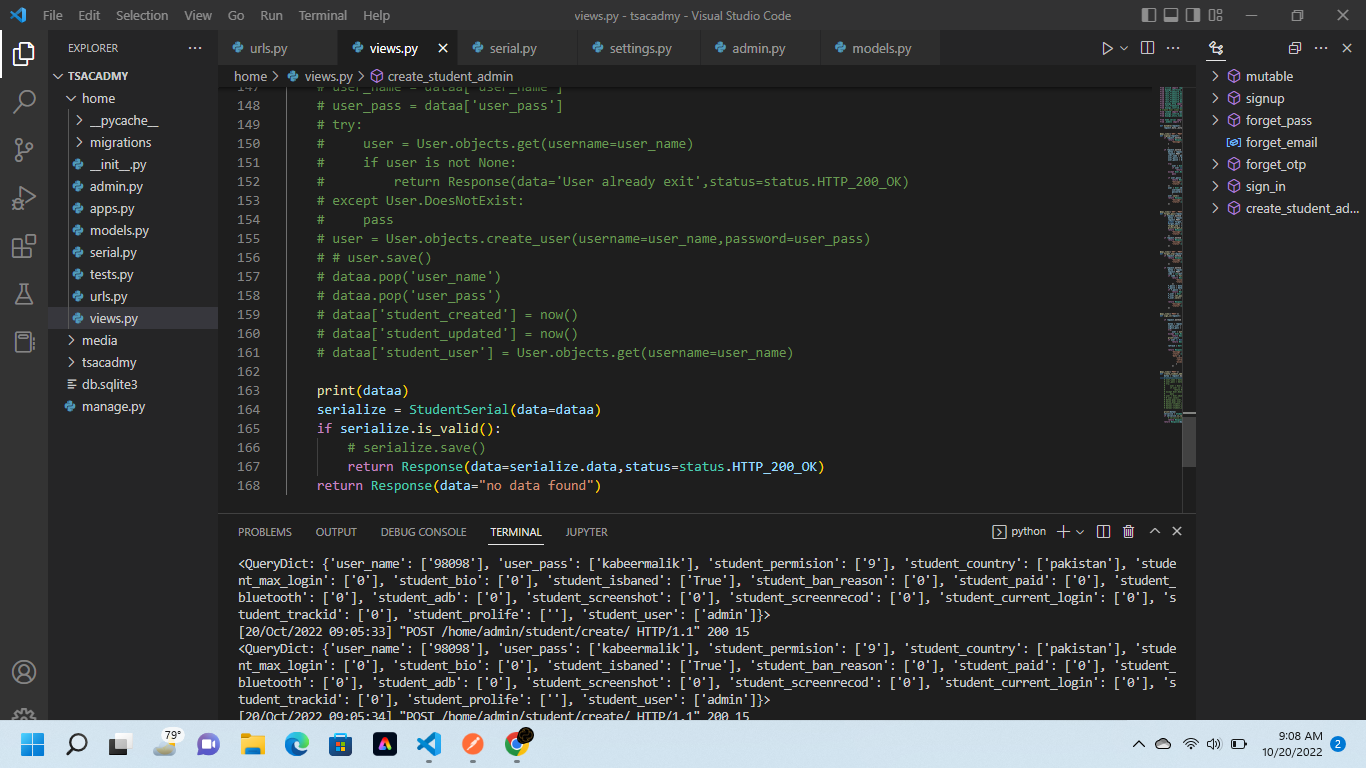 File Edit Selection View Go Run Terminal Help
views.py - tsacadmy - Visual Studio Code
EXPLORER
TSACADMY
home
__pycache__
migrations
__init__.py
admin.py
apps.py
models.py
serial.py
tests.py
urls.py
views.py
media
tsacadmy
db.sqlite3
manage.py
urls.py views.py serial.py settings.py admin.py models.py
home > views.py > create_student_admin
147 # user_name = dataa['user_name']
148 # user_pass = dataa['user_pass']
149 # try:
150 #     user = User.objects.get(username=user_name)
151 #     if user is not None:
152 #         return Response(data='User already exit',status=status.HTTP_200_OK)
153 # except User.DoesNotExist:
154 #     pass
155 # user = User.objects.create_user(username=user_name,password=user_pass)
156 # # user.save()
157 # dataa.pop('user_name')
158 # dataa.pop('user_pass')
159 # dataa['student_created'] = now()
160 # dataa['student_updated'] = now()
161 # dataa['student_user'] = User.objects.get(username=user_name)
162
163 print(dataa)
164 serialize = StudentSerial(data=dataa)
165 if serialize.is_valid():
166     # serialize.save()
167     return Response(data=serialize.data,status=status.HTTP_200_OK)
168 return Response(data="no data found")
mutable
signup
forget_pass
forget_email
forget_otp
sign_in
create_student_ad...
PROBLEMS OUTPUT DEBUG CONSOLE TERMINAL JUPYTER
python
<QueryDict: {'user_name': ['98098'], 'user_pass': ['kabeermalik'], 'student_permision': ['9'], 'student_country': ['pakistan'], 'stude
nt_max_login': ['0'], 'student_bio': ['0'], 'student_isbaned': ['True'], 'student_ban_reason': ['0'], 'student_paid': ['0'], 'student_
bluetooth': ['0'], 'student_adb': ['0'], 'student_screenshot': ['0'], 'student_screenrecod': ['0'], 'student_current_login': ['0'], 's
tudent_trackid': ['0'], 'student_prolife': [''], 'student_user': ['admin']}>
[20/Oct/2022 09:05:33] "POST /home/admin/student/create/ HTTP/1.1" 200 15
<QueryDict: {'user_name': ['98098'], 'user_pass': ['kabeermalik'], 'student_permision': ['9'], 'student_country': ['pakistan'], 'stude
nt_max_login': ['0'], 'student_bio': ['0'], 'student_isbaned': ['True'], 'student_ban_reason': ['0'], 'student_paid': ['0'], 'student_
bluetooth': ['0'], 'student_adb': ['0'], 'student_screenshot': ['0'], 'student_screenrecod': ['0'], 'student_current_login': ['0'], 's
tudent_trackid': ['0'], 'student_prolife': [''], 'student_user': ['admin']}>
[20/Oct/2022 09:05:34] "POST /home/admin/student/create/ HTTP/1.1" 200 15
79°
9:08 AM
10/20/2022
2